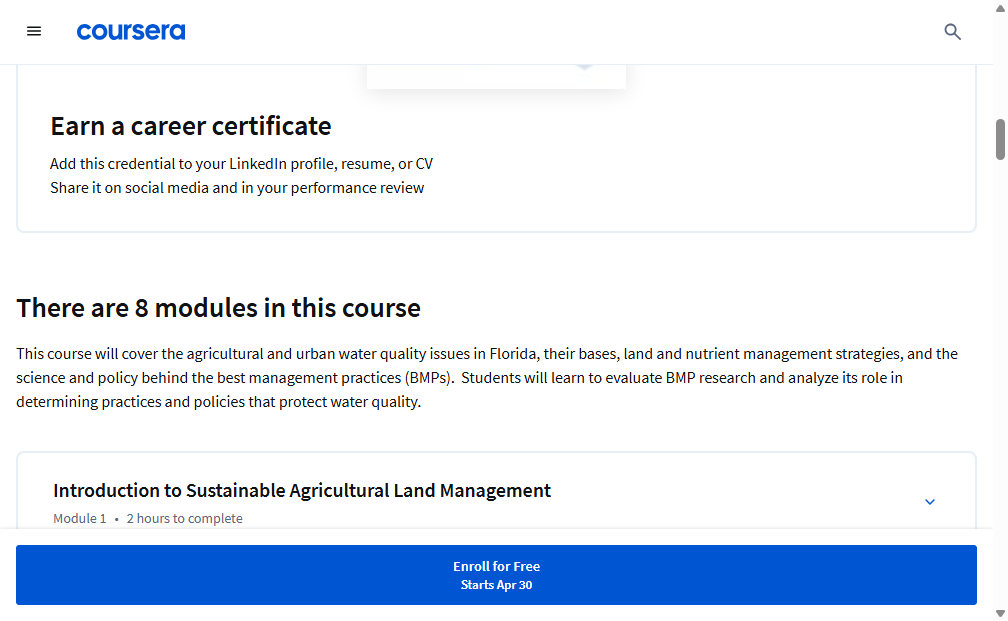 coursera
Earn a career certificate
Add this credential to your LinkedIn profile, resume, or CV
Share it on social media and in your performance review
There are 8 modules in this course
This course will cover the agricultural and urban water quality issues in Florida, their bases, land and nutrient management strategies, and the
science and policy behind the best management practices (BMPs).  Students will learn to evaluate BMP research and analyze its role in
determining practices and policies that protect water quality.
Introduction to Sustainable Agricultural Land Management
Module 1 • 2 hours to complete
Enroll for Free
Starts Apr 30